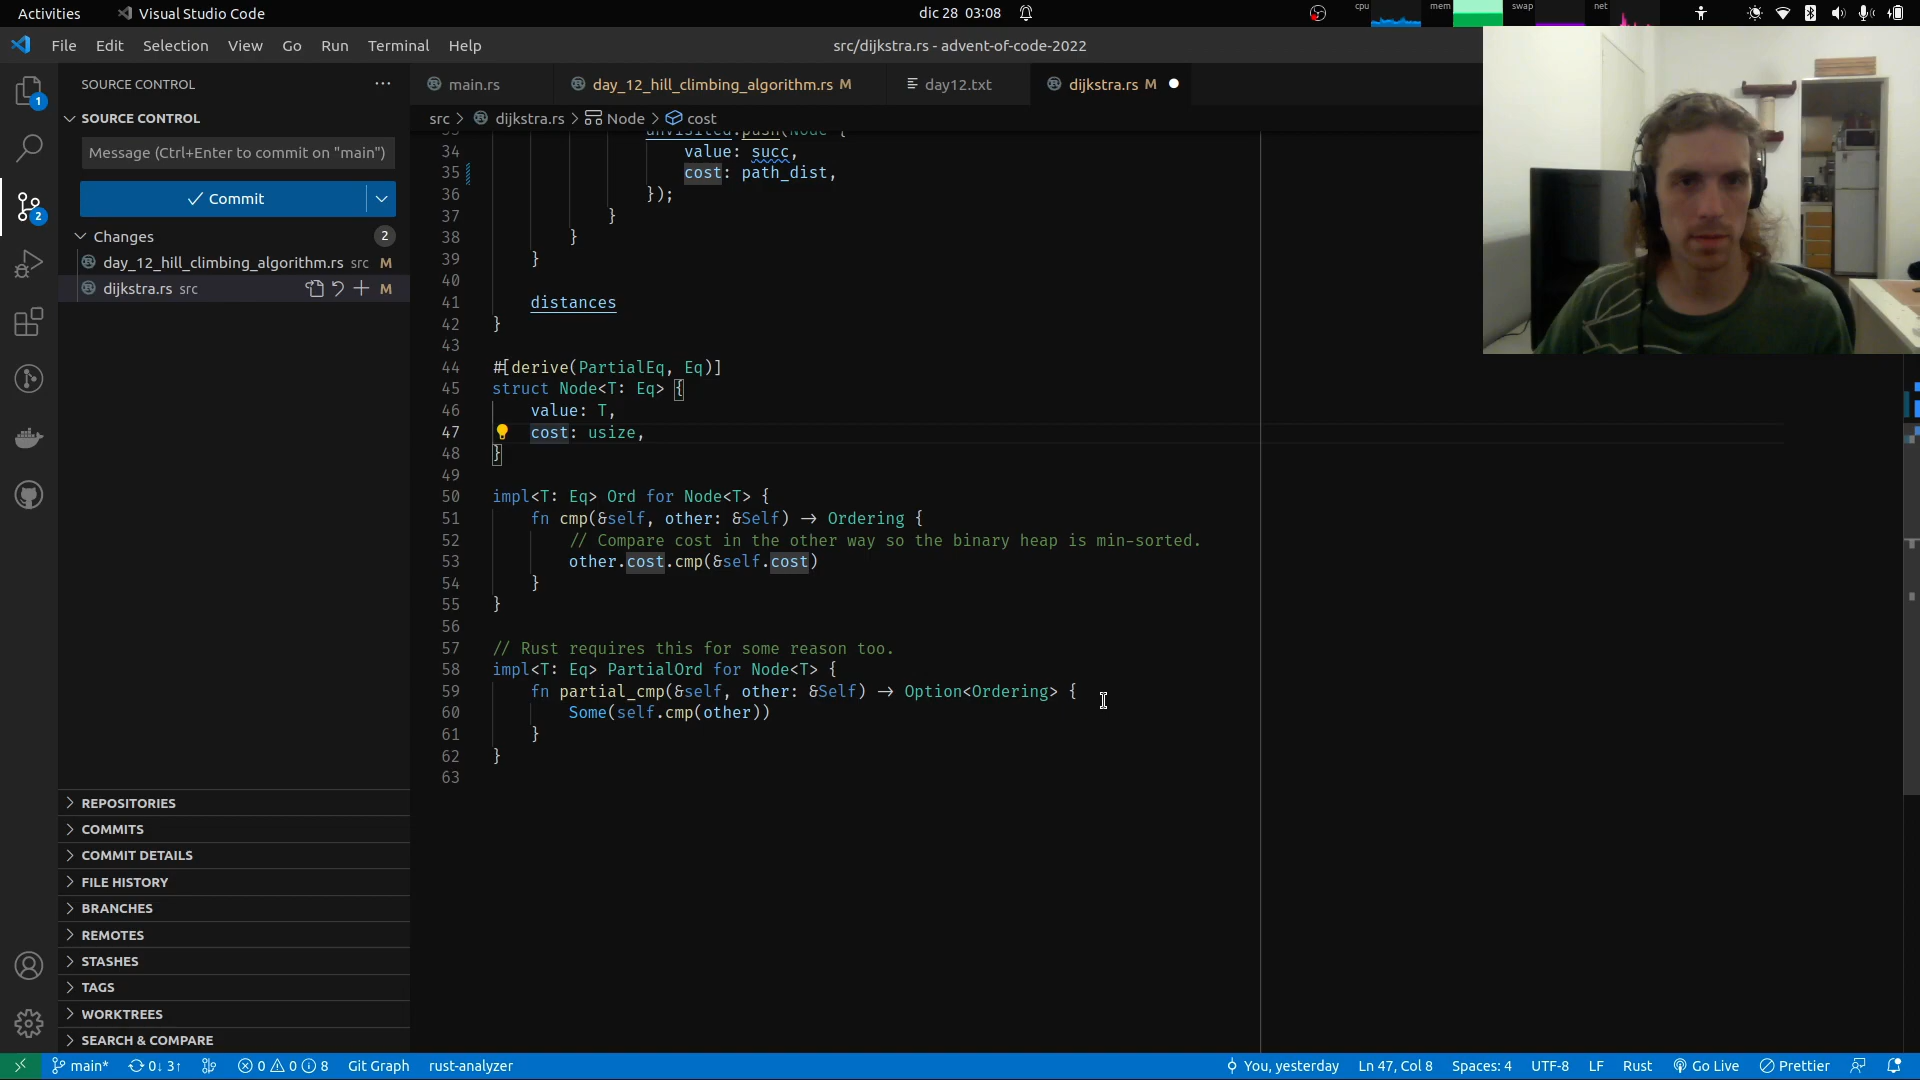 Activities
Visual Studio Code
dic 28 03:08
cpu
mem
swap
net
File Edit Selection View Go Run Terminal Help
src/dijkstra.rs - advent-of-code-2022
SOURCE CONTROL
main.rs
day_12_hill_climbing_algorithm.rs M
day12.txt
dijkstra.rs M
src > dijkstra.rs > Node > cost
SOURCE CONTROL
Message (Ctrl+Enter to commit on "main")
Commit
Changes 2
day_12_hill_climbing_algorithm.rs src M
dijkstra.rs src M
1
2
33 unvisited.push(Node {
34 value: succ,
35 cost: path_dist,
36 });
37 }
38 }
39 }
40
41 distances
42 }
43
44 #[derive(PartialEq, Eq)]
45 struct Node<T: Eq> {
46 value: T,
47 cost: usize,
48 }
49
50 impl<T: Eq> Ord for Node<T> {
51 fn cmp(&self, other: &Self) → Ordering {
52 // Compare cost in the other way so the binary heap is min-sorted.
53 other.cost.cmp(&self.cost)
54 }
55 }
56
57 // Rust requires this for some reason too.
58 impl<T: Eq> PartialOrd for Node<T> {
59 fn partial_cmp(&self, other: &Self) → Option<Ordering> {
60 Some(self.cmp(other))
61 }
62 }
63
REPOSITORIES
COMMITS
COMMIT DETAILS
FILE HISTORY
BRANCHES
REMOTES
STASHES
TAGS
WORKTREES
SEARCH & COMPARE
main* 0↓ 3↑ 0 0 8 Git Graph rust-analyzer
You, yesterday Ln 47, Col 8 Spaces: 4 UTF-8 LF Rust Go Live Prettier